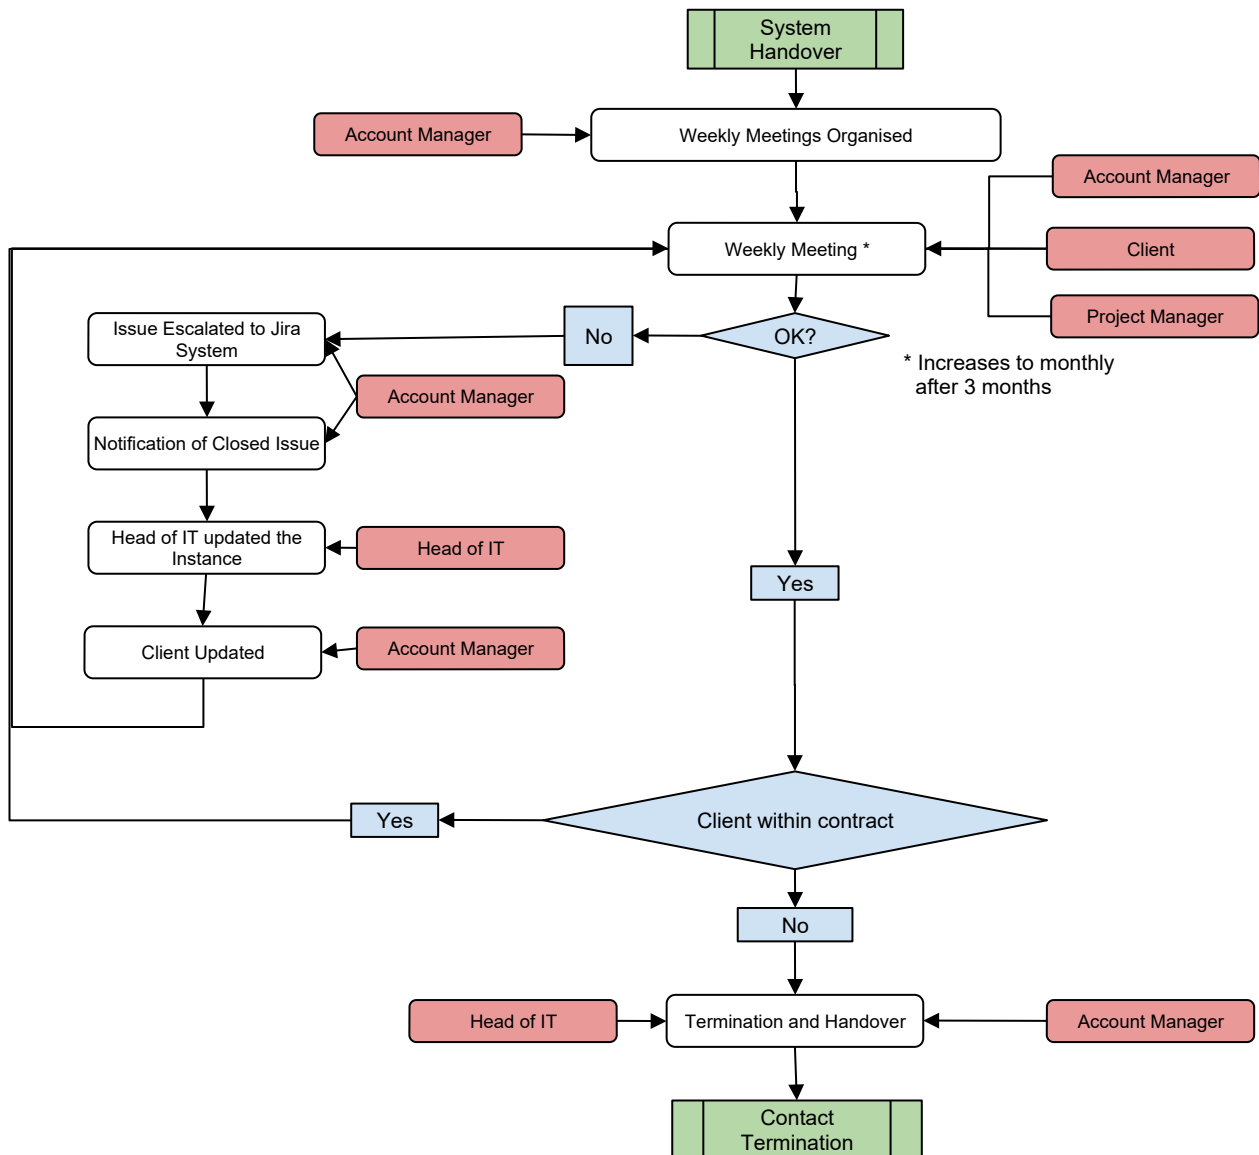 System
Handover
Account Manager
Weekly Meetings Organised
Account Manager
Weekly Meeting *
Client
Issue Escalated to Jira
System
No
OK?
Project Manager
* Increases to monthly
after 3 months
Account Manager
Notification of Closed Issue
Head of IT updated the
Instance
Head of IT
Yes
Client Updated
Account Manager
Yes
Client within contract
No
Head of IT
Termination and Handover
Account Manager
Contact
Termination